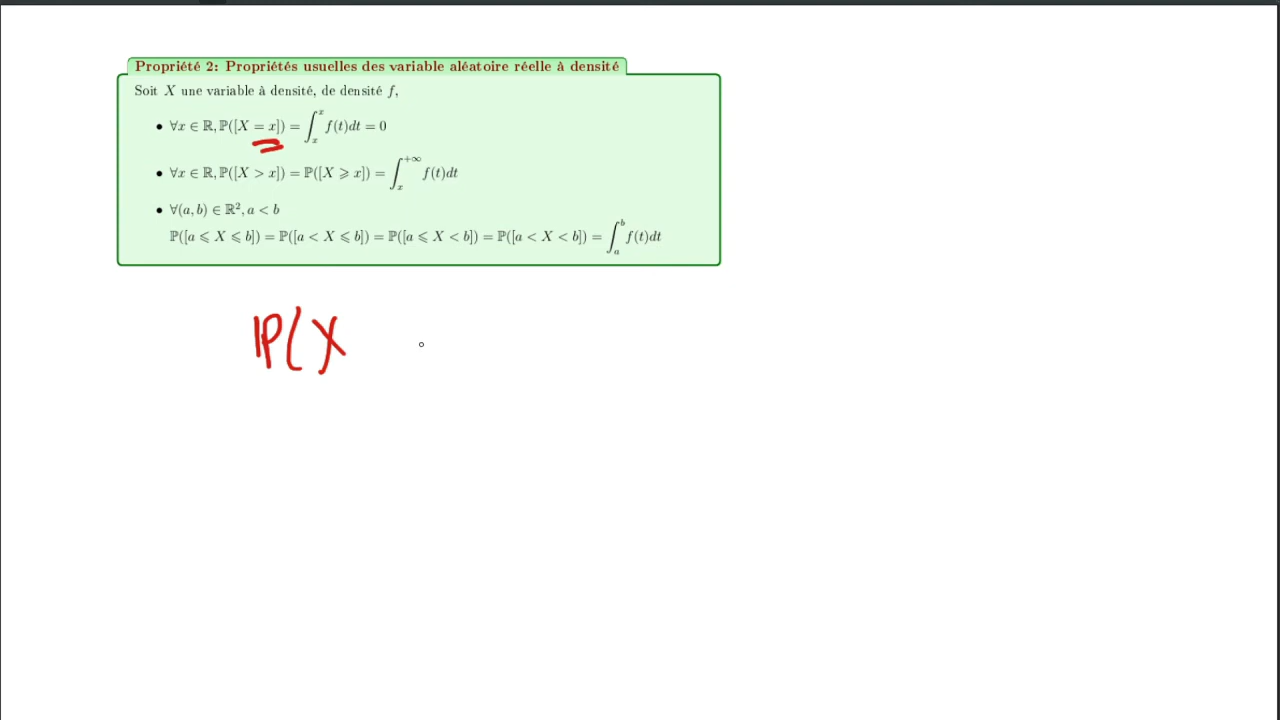 Propriété 2: Propriétés usuelles des variable aléatoire réelle à densité
Soit X une variable à densité, de densité f,
• ∀x ∈ ℝ, ℙ([X = x]) = ∫_x^x f(t)dt = 0
• ∀x ∈ ℝ, ℙ([X > x]) = ℙ([X ⩾ x]) = ∫_x^{+∞} f(t)dt
• ∀(a, b) ∈ ℝ², a < b
ℙ([a ⩽ X ⩽ b]) = ℙ([a < X ⩽ b]) = ℙ([a ⩽ X < b]) = ℙ([a < X < b]) = ∫_a^b f(t)dt
ℙ(X